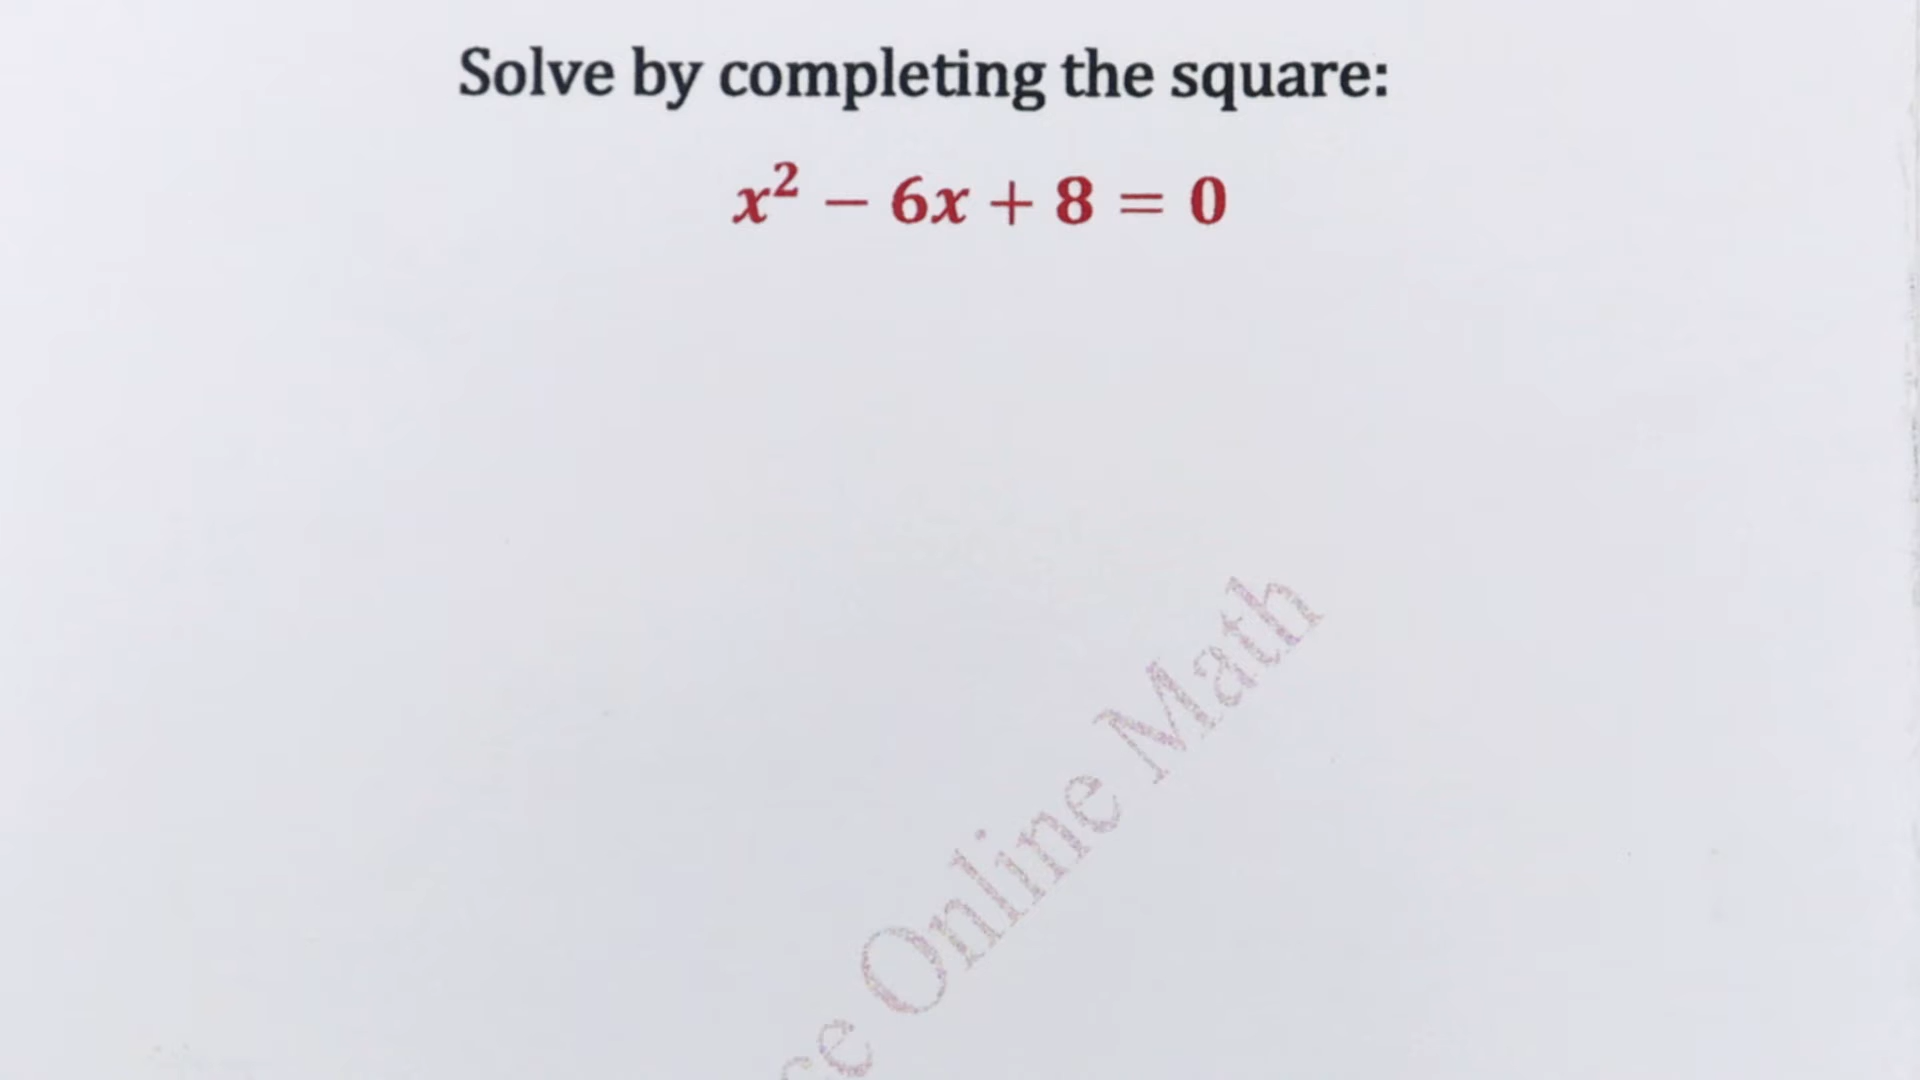 Solve by completing the square:
x² − 6x + 8 = 0
Online Math